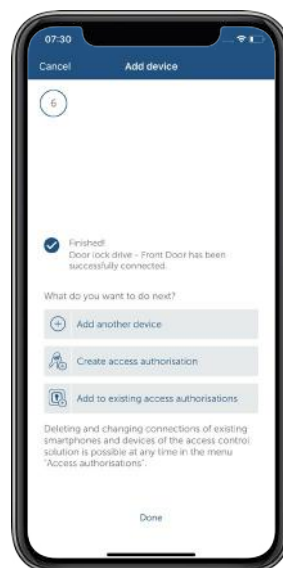 07:30
Cancel Add device
6
Finished!
Door lock drive - Front Door has been
successfully connected.
What do you want to do next?
Add another device
Create access authorisation
Add to existing access authorisations
Deleting and changing connections of existing
smartphones and devices of the access control
solution is possible at any time in the menu
"Access authorisations".
Done